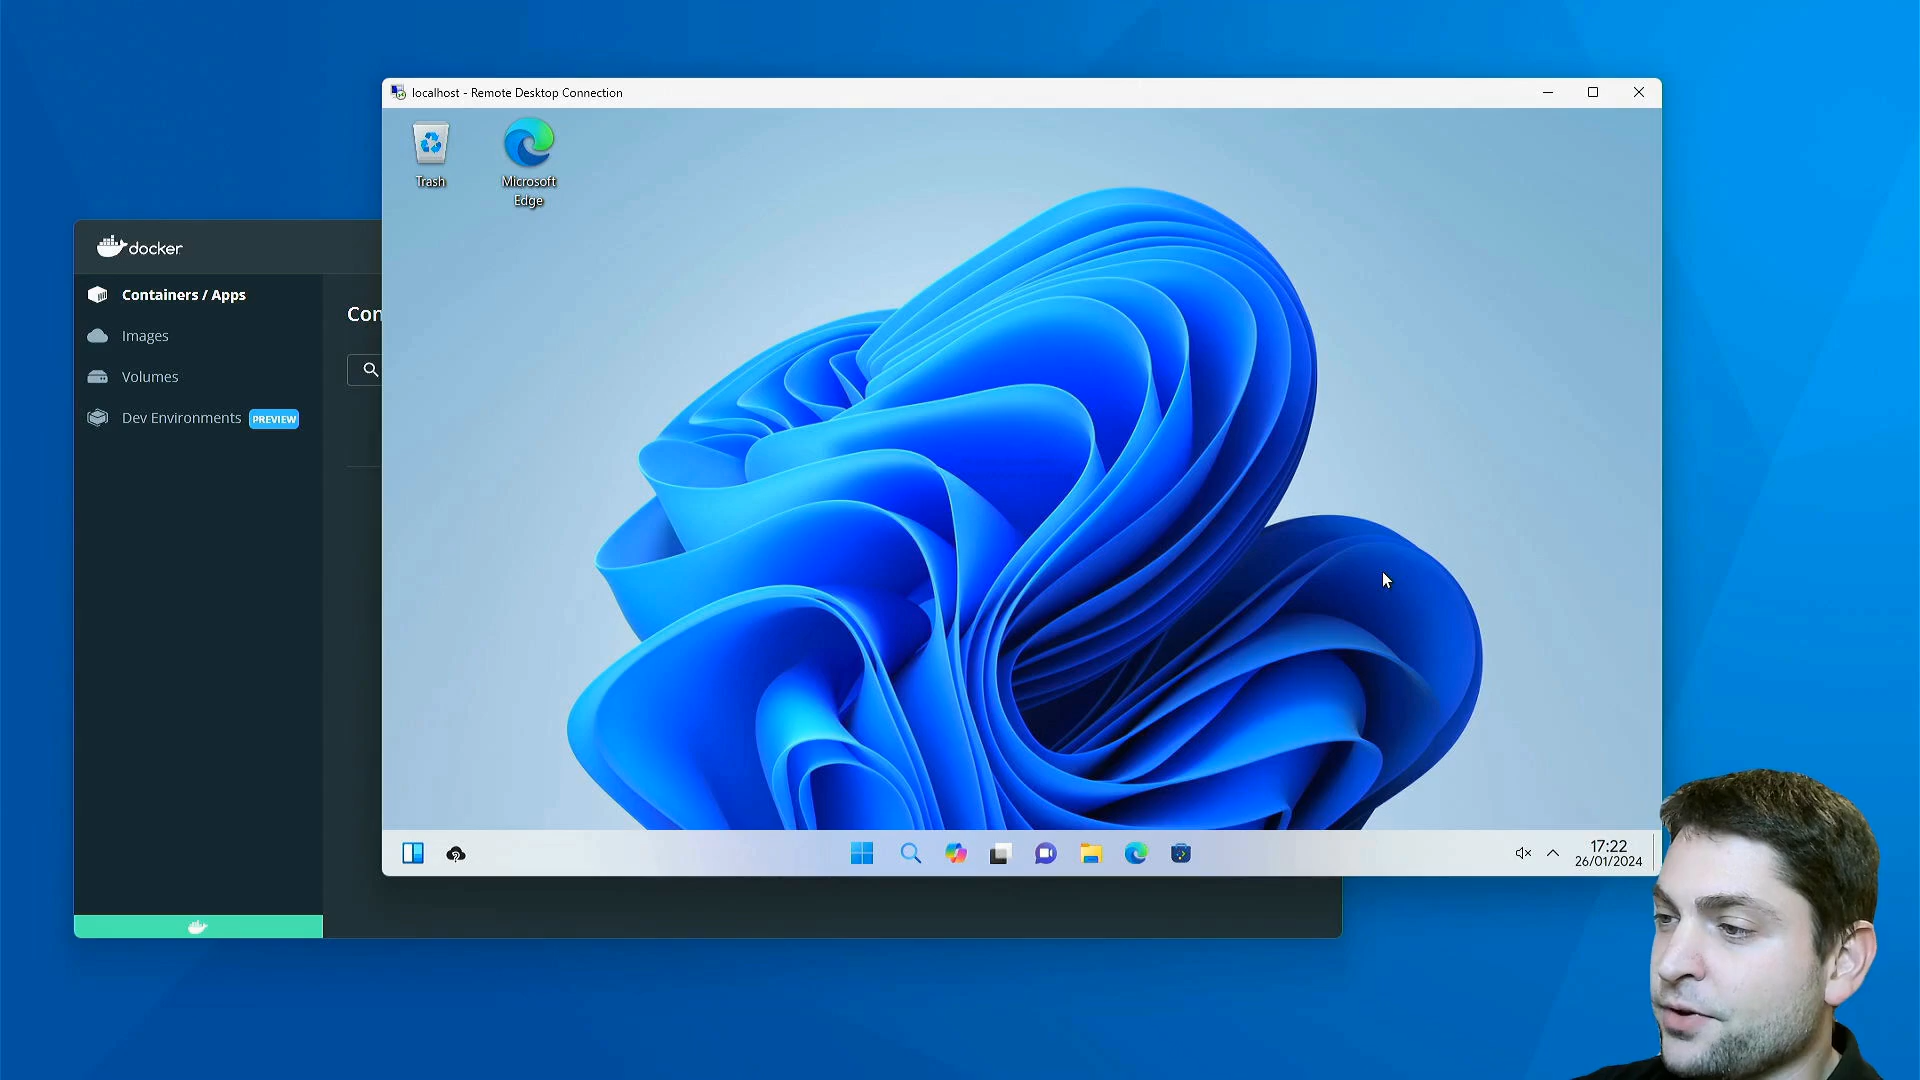 localhost - Remote Desktop Connection
Trash
Microsoft
Edge
docker
Containers / Apps
Con
Images
Volumes
Dev Environments PREVIEW
17:22
26/01/2024